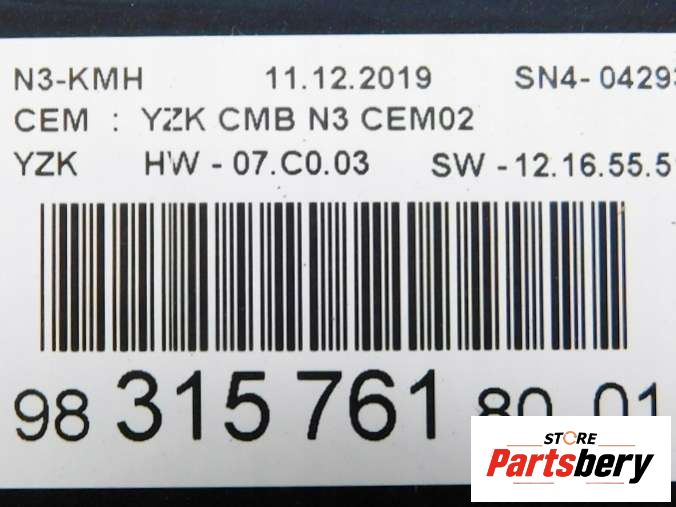 N3-KMH 11.12.2019 SN4-04293
CEM : YZK CMB N3 CEM02
YZK HW - 07.C0.03 SW -12.16.55.5
98 315 761 80 01
STORE
Partsbery